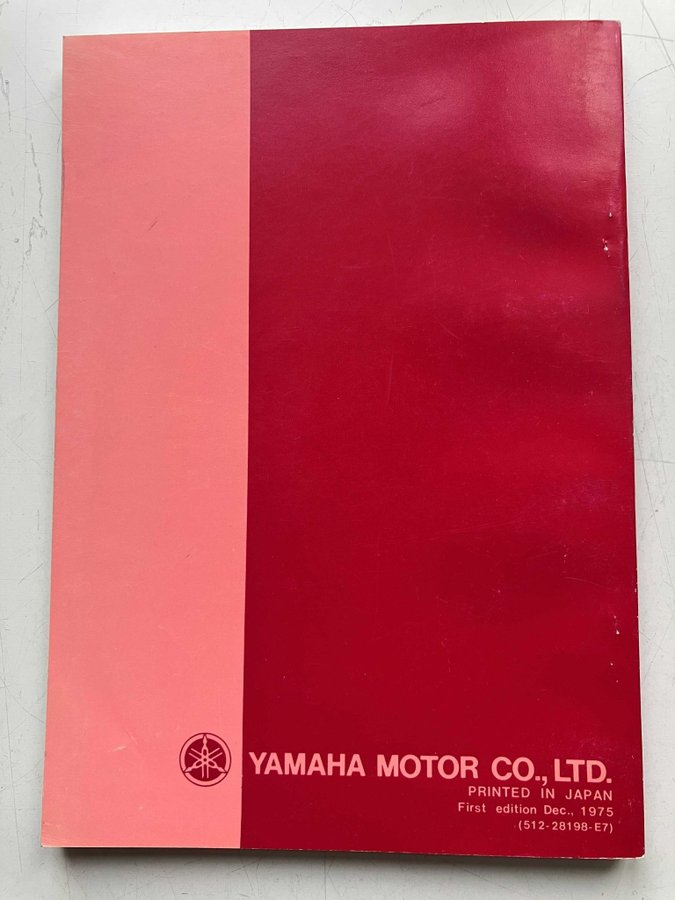 YAMAHA MOTOR CO., LTD.
PRINTED IN JAPAN
First edition Dec., 1975
(512-28198-E7)